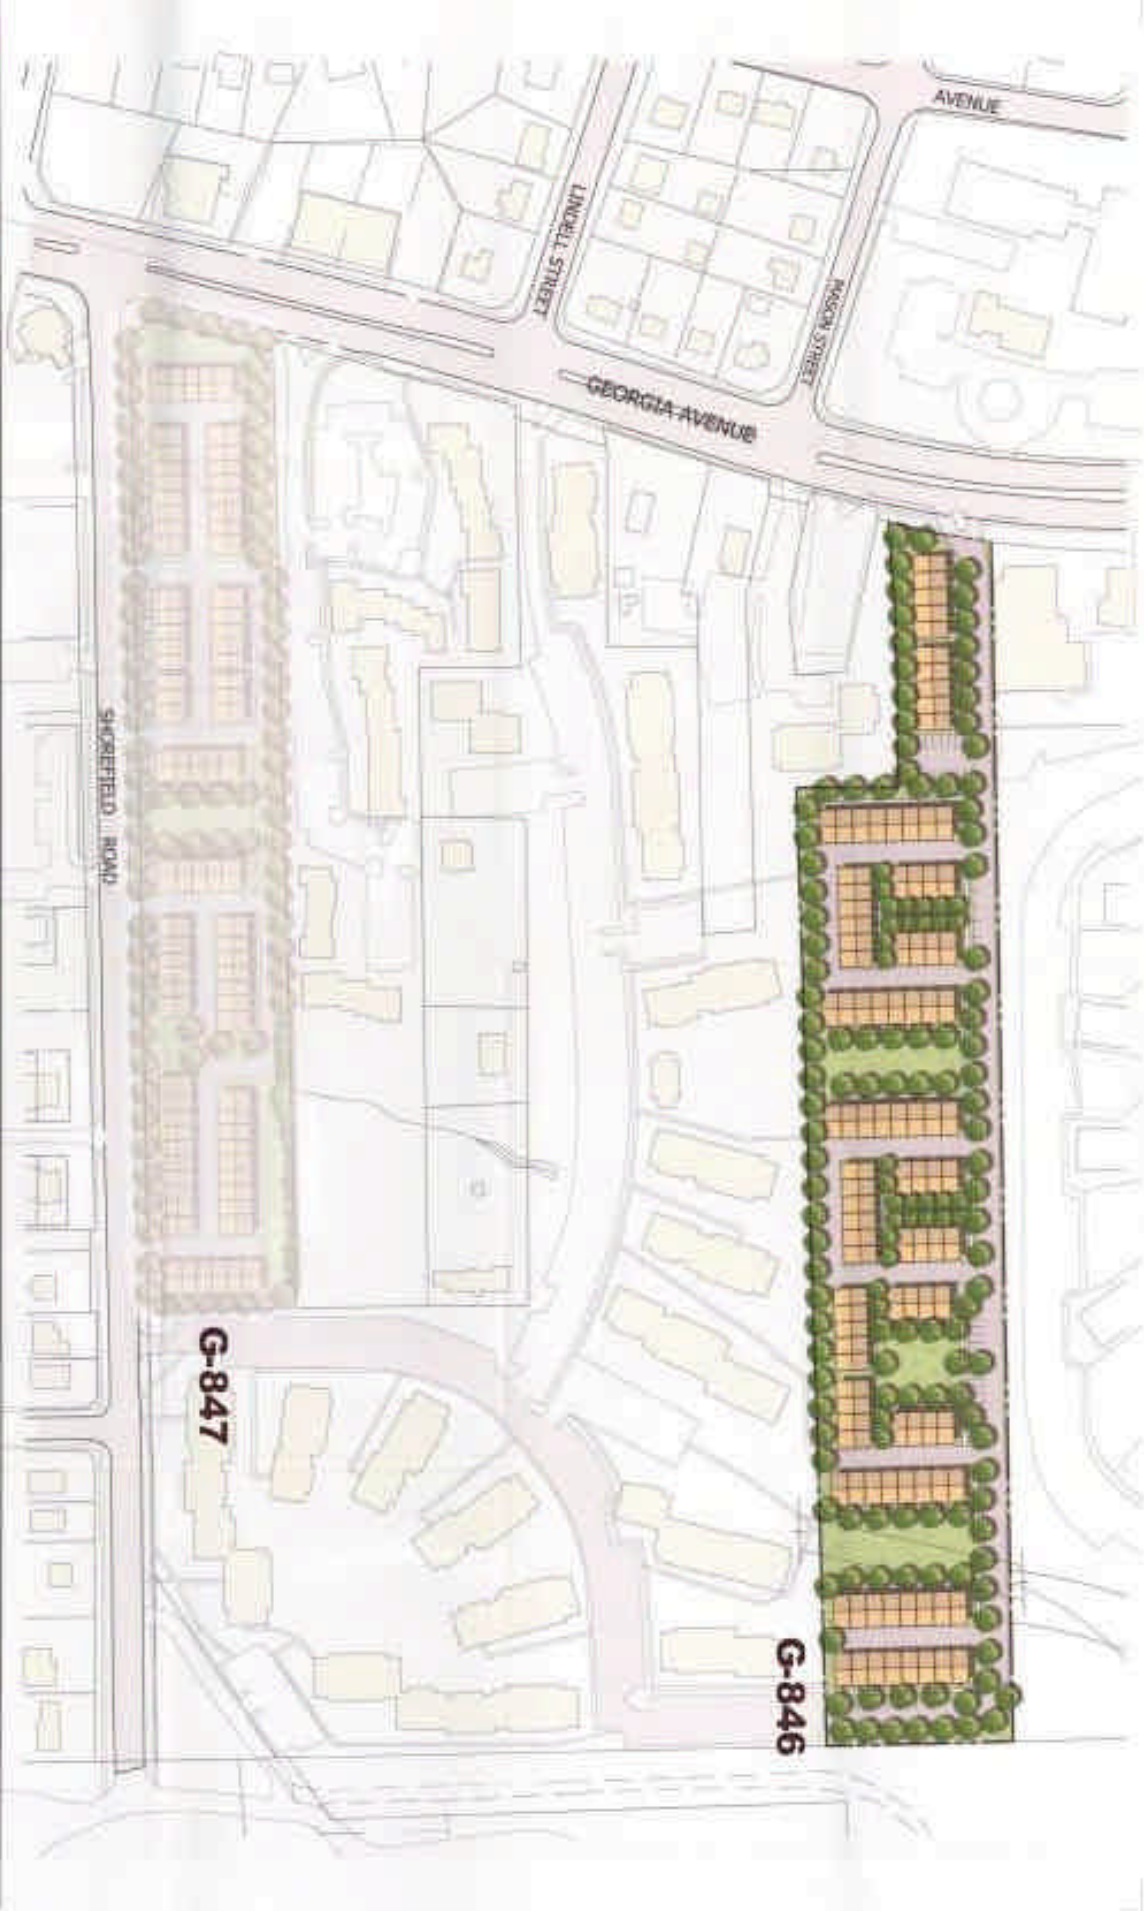 AVENUE
LINDELL STREET
MASON STREET
GEORGIA AVENUE
SHOREFIELD ROAD
G-847
G-846